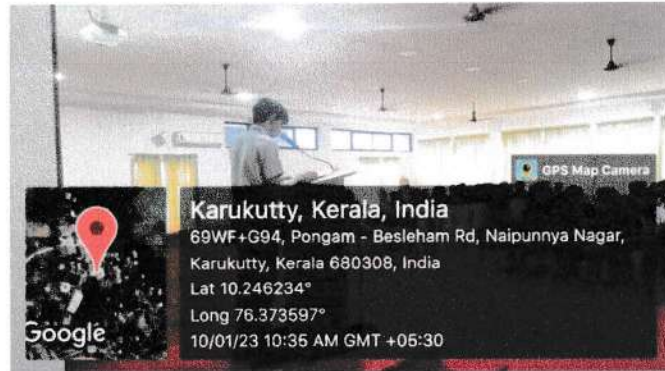 GPS Map Camera
Karukutty, Kerala, India
69WF+G94, Pongam - Besleham Rd, Naipunnya Nagar,
Karukutty, Kerala 680308, India
Lat 10.246234°
Long 76.373597°
10/01/23 10:35 AM GMT +05:30
Google